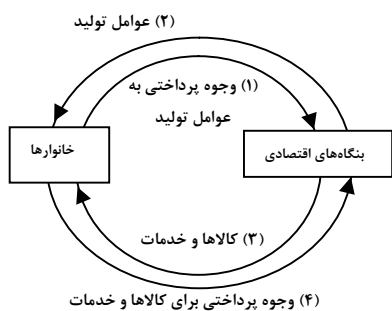 (۲) عوامل تولید
(۱) وجوه پرداختی به
عوامل تولید
خانوارها
بنگاه‌های اقتصادی
(۳) کالاها و خدمات
(۴) وجوه پرداختی برای کالاها و خدمات